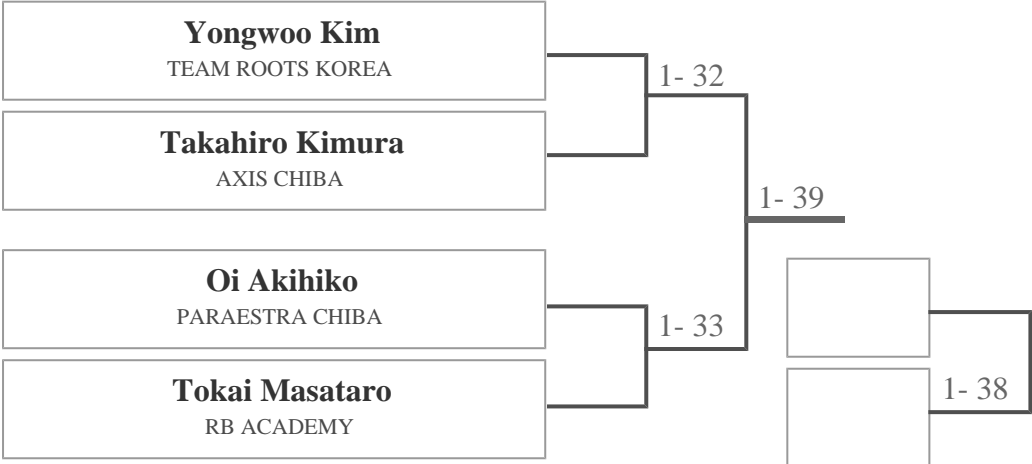 Yongwoo Kim
TEAM ROOTS KOREA
1- 32
Takahiro Kimura
AXIS CHIBA
1- 39
Oi Akihiko
PARAESTRA CHIBA
1- 33
Tokai Masataro
RB ACADEMY
1- 38